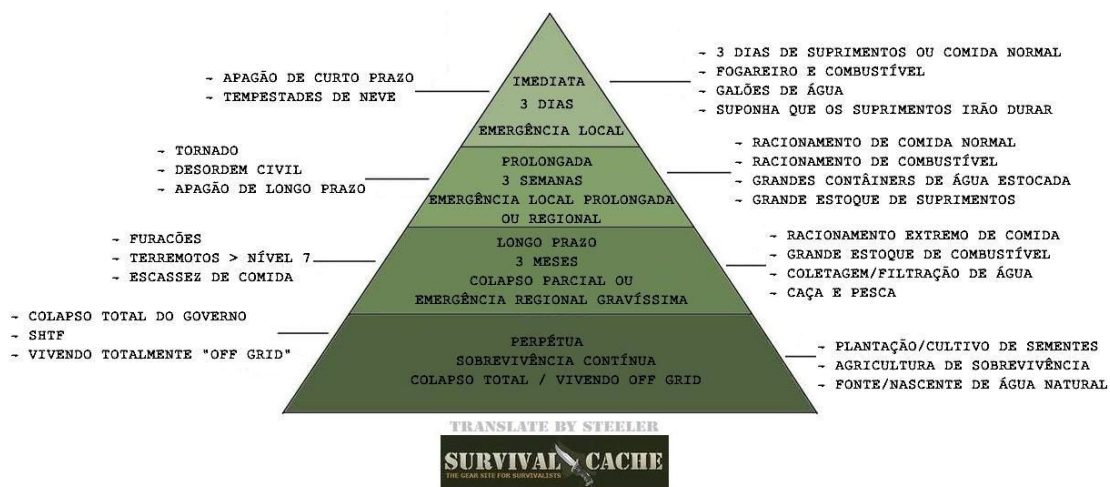 ~ APAGÃO DE CURTO PRAZO
~ TEMPESTADES DE NEVE
IMEDIATA
3 DIAS
EMERGÊNCIA LOCAL
~ 3 DIAS DE SUPRIMENTOS OU COMIDA NORMAL
~ FOGAREIRO E COMBUSTÍVEL
~ GALÕES DE ÁGUA
~ SUPONHA QUE OS SUPRIMENTOS IRÃO DURAR
~ TORNADO
~ DESORDEM CIVIL
~ APAGÃO DE LONGO PRAZO
PROLONGADA
3 SEMANAS
EMERGÊNCIA LOCAL PROLONGADA
OU REGIONAL
~ RACIONAMENTO DE COMIDA NORMAL
~ RACIONAMENTO DE COMBUSTÍVEL
~ GRANDES CONTÂINERS DE ÁGUA ESTOCADA
~ GRANDE ESTOQUE DE SUPRIMENTOS
~ FURACÕES
~ TERREMOTOS > NÍVEL 7
~ ESCASSEZ DE COMIDA
LONGO PRAZO
3 MESES
COLAPSO PARCIAL OU
EMERGÊNCIA REGIONAL GRAVÍSSIMA
~ RACIONAMENTO EXTREMO DE COMIDA
~ GRANDE ESTOQUE DE COMBUSTÍVEL
~ COLETAGEM/FILTRAÇÃO DE ÁGUA
~ CAÇA E PESCA
~ COLAPSO TOTAL DO GOVERNO
~ SHTF
~ VIVENDO TOTALMENTE "OFF GRID"
PERPÉTUA
SOBREVIVÊNCIA CONTÍNUA
COLAPSO TOTAL / VIVENDO OFF GRID
~ PLANTAÇÃO/CULTIVO DE SEMENTES
~ AGRICULTURA DE SOBREVIVÊNCIA
~ FONTE/NASCENTE DE ÁGUA NATURAL
TRANSLATE BY STEELER
SURVIVAL CACHE
THE GEAR SITE FOR SURVIVALISTS